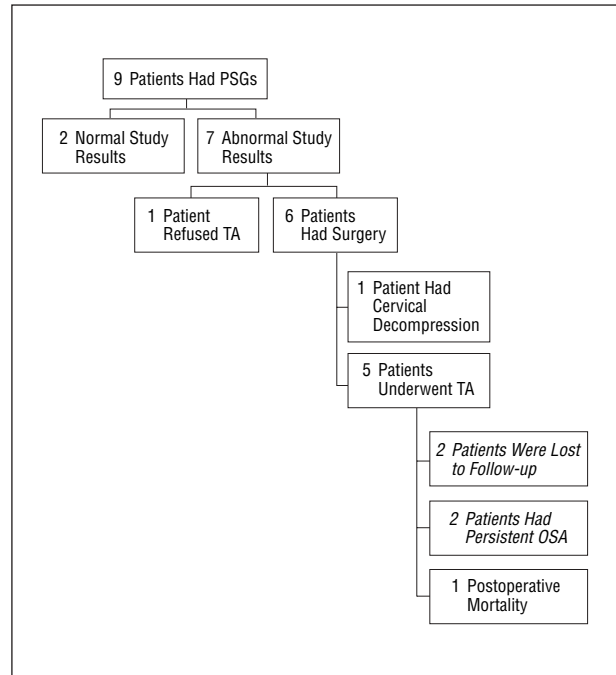 9 Patients Had PSGs
2 Normal Study
Results
7 Abnormal Study
Results
1 Patient
Refused TA
6 Patients
Had Surgery
1 Patient Had
Cervical
Decompression
5 Patients
Underwent TA
2 Patients Were Lost
to Follow-up
2 Patients Had
Persistent OSA
1 Postoperative
Mortality